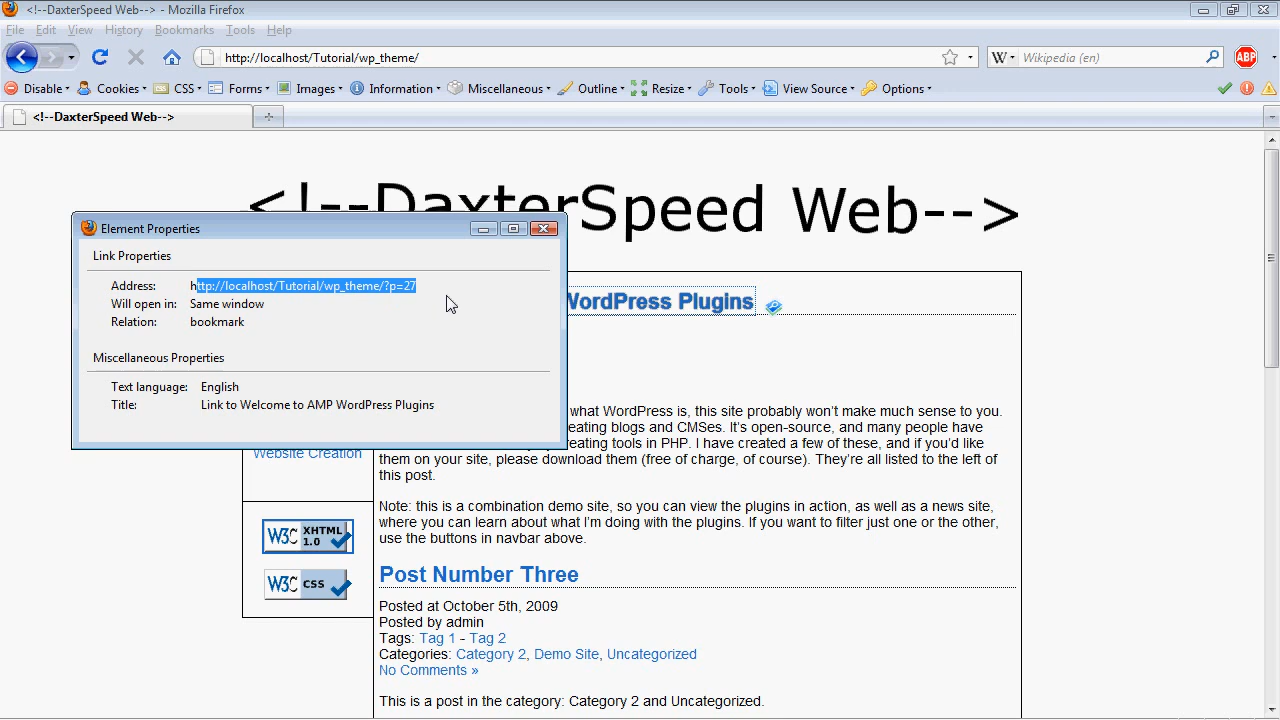 <!--DaxterSpeed Web--> - Mozilla Firefox
File Edit View History Bookmarks Tools Help
http://localhost/Tutorial/wp_theme/
W Wikipedia (en)
ABP
Disable Cookies CSS Forms Images Information Miscellaneous Outline Resize Tools View Source Options
<!--DaxterSpeed Web-->
<!--DaxterSpeed Web-->
Element Properties
Link Properties
Address: http://localhost/Tutorial/wp_theme/?p=27
Will open in: Same window
Relation: bookmark
Miscellaneous Properties
Text language: English
Title: Link to Welcome to AMP WordPress Plugins
WordPress Plugins
what WordPress is, this site probably won't make much sense to you.
eating blogs and CMSes. It's open-source, and many people have
eating tools in PHP. I have created a few of these, and if you'd like
them on your site, please download them (free of charge, of course). They're all listed to the left of
this post.
Note: this is a combination demo site, so you can view the plugins in action, as well as a news site,
where you can learn about what I'm doing with the plugins. If you want to filter just one or the other,
use the buttons in navbar above.
Website Creation
W3C XHTML 1.0
W3C CSS
Post Number Three
Posted at October 5th, 2009
Posted by admin
Tags: Tag 1 - Tag 2
Categories: Category 2, Demo Site, Uncategorized
No Comments »
This is a post in the category: Category 2 and Uncategorized.